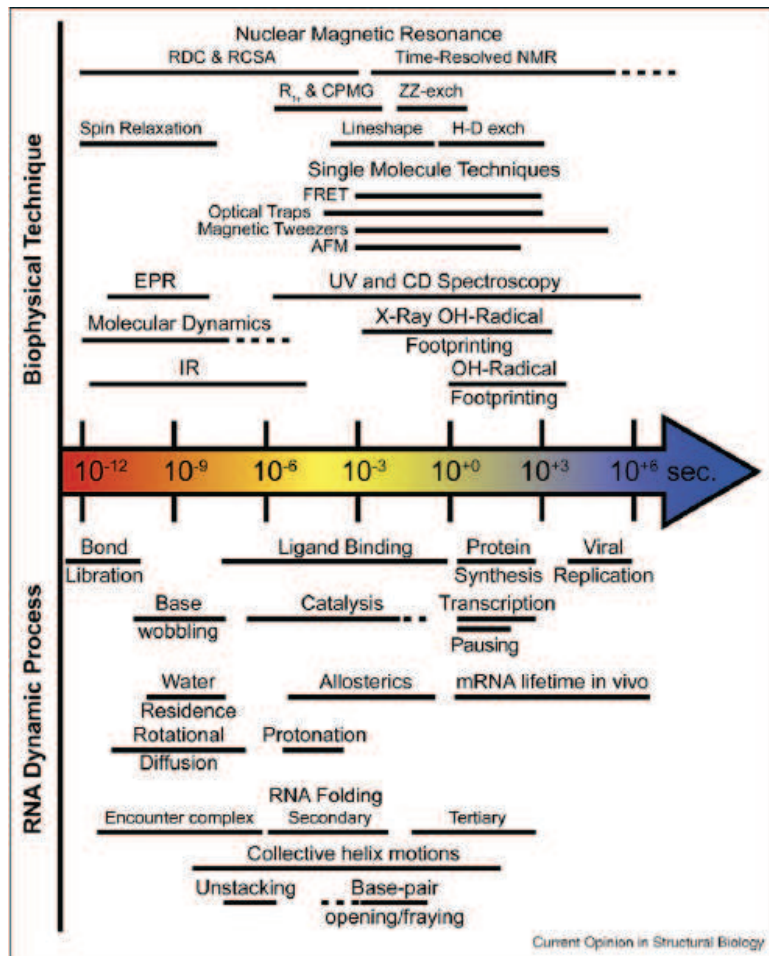 Nuclear Magnetic Resonance
RDC & RCSA Time-Resolved NMR
R1ρ & CPMG ZZ-exch
Spin Relaxation Lineshape H-D exch
Single Molecule Techniques
FRET
Optical Traps
Magnetic Tweezers
AFM
EPR UV and CD Spectroscopy
Molecular Dynamics X-Ray OH-Radical
Footprinting
IR OH-Radical
Footprinting
Biophysical Technique
10-12 10-9 10-6 10-3 10+0 10+3 10+6 sec.
Bond Ligand Binding Protein Viral
Libration Synthesis Replication
Base Catalysis Transcription
wobbling Pausing
Water Allosterics mRNA lifetime in vivo
Residence
Rotational Protonation
Diffusion
RNA Folding
Encounter complex Secondary Tertiary
Collective helix motions
Unstacking Base-pair
opening/fraying
RNA Dynamic Process
Current Opinion in Structural Biology